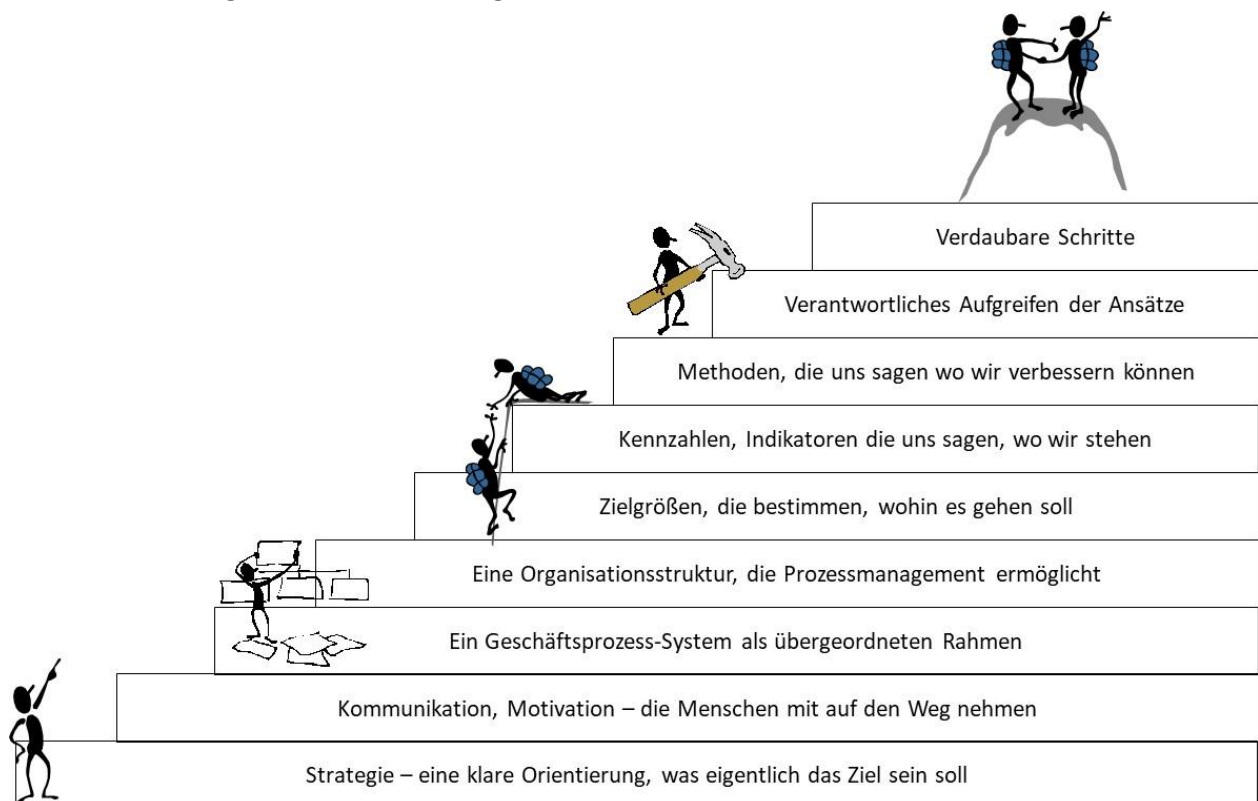 Verdaubare Schritte
Verantwortliches Aufgreifen der Ansätze
Methoden, die uns sagen wo wir verbessern können
Kennzahlen, Indikatoren die uns sagen, wo wir stehen
Zielgrößen, die bestimmen, wohin es gehen soll
Eine Organisationsstruktur, die Prozessmanagement ermöglicht
Ein Geschäftsprozess-System als übergeordneten Rahmen
Kommunikation, Motivation – die Menschen mit auf den Weg nehmen
Strategie – eine klare Orientierung, was eigentlich das Ziel sein soll